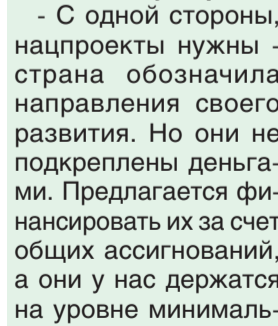 - С одной стороны,
нацпроекты нужны -
страна обозначила
направления своего
развития. Но они не
подкреплены деньга-
ми. Предлагается фи-
нансировать их за счет
общих ассигнований,
а они у нас держатся
на уровне минималь-